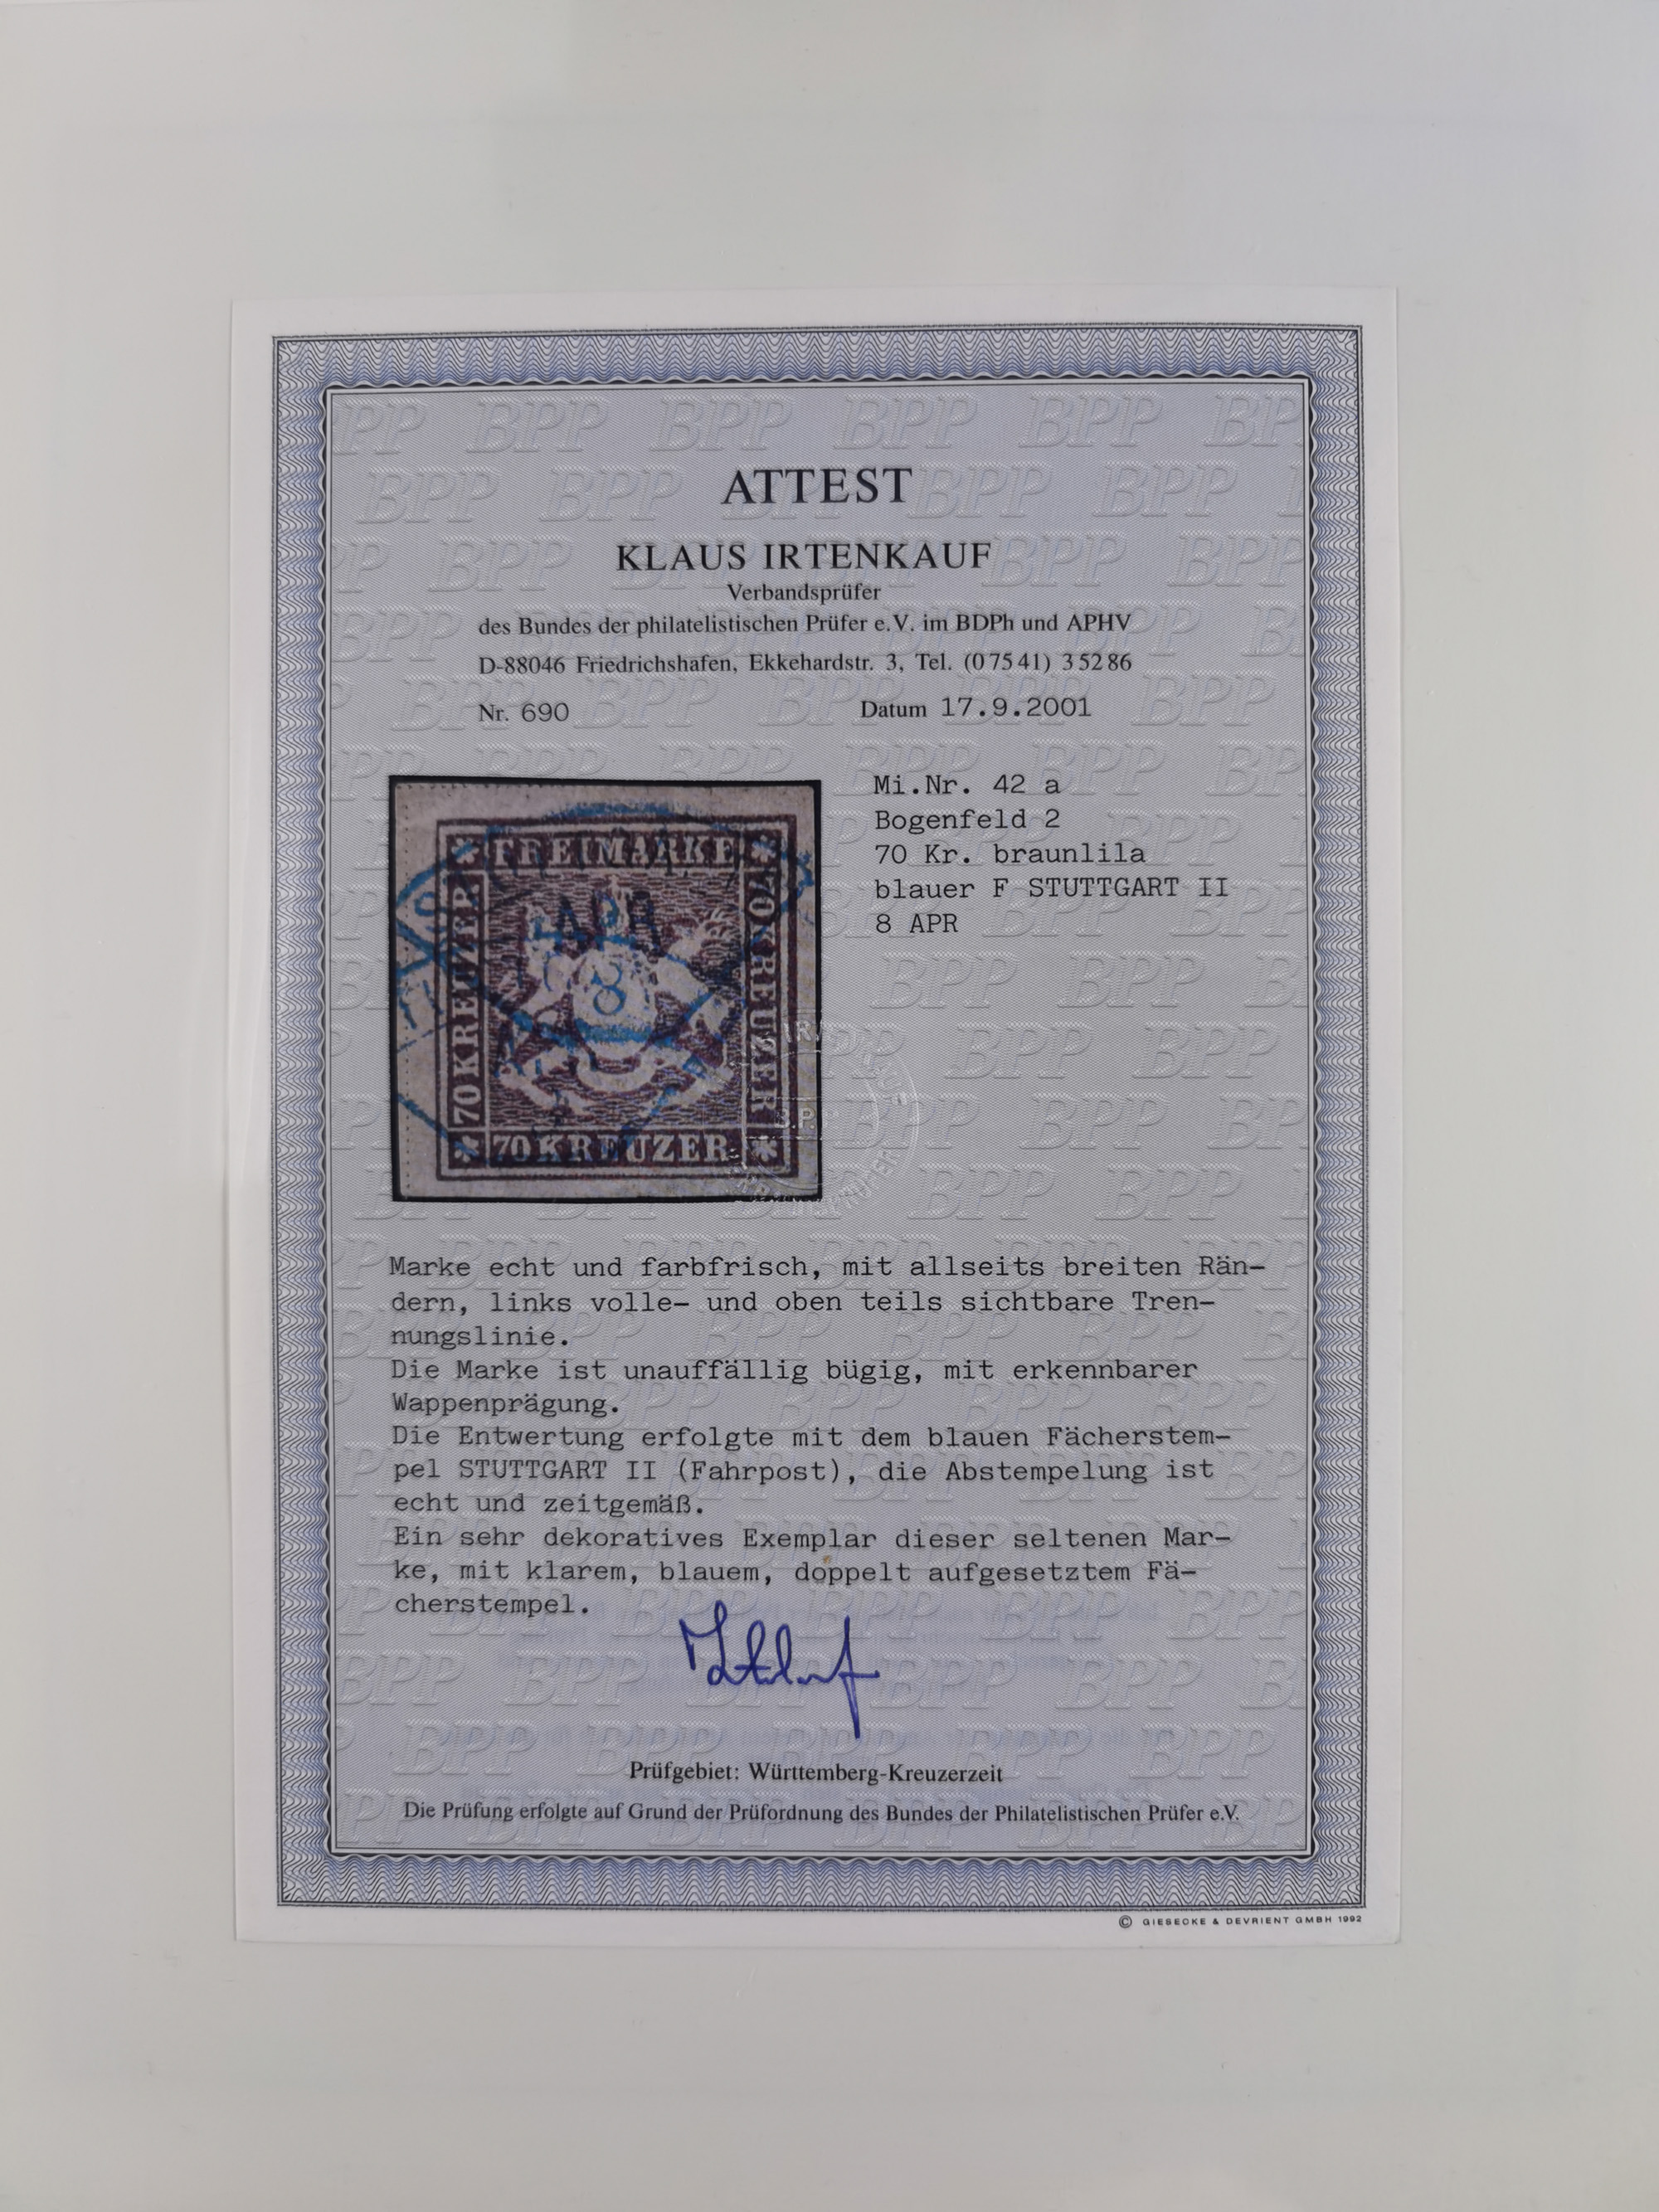 ATTEST
KLAUS IRTENKAUF
Verbandsprüfer
des Bundes der philatelistischen Prüfer e.V. im BDPh und APHV
D-88046 Friedrichshafen, Ekkehardstr. 3, Tel. (07541) 35286
Nr. 690
Datum 17.9.2001
FREIMARKE
70 KREUZER
70 KREUZER
70 KREUZER
APR
8
Mi.Nr. 42 a
Bogenfeld 2
70 Kr. braunlila
blauer F STUTTGART II
8 APR
Marke echt und farbfrisch, mit allseits breiten Rän-
dern, links volle- und oben teils sichtbare Tren-
nungslinie.
Die Marke ist unauffällig bügig, mit erkennbarer
Wappenprägung.
Die Entwertung erfolgte mit dem blauen Fächerstem-
pel STUTTGART II (Fahrpost), die Abstempelung ist
echt und zeitgemäß.
Ein sehr dekoratives Exemplar dieser seltenen Mar-
ke, mit klarem, blauem, doppelt aufgesetztem Fä-
cherstempel.
Prüfgebiet: Württemberg-Kreuzerzeit
Die Prüfung erfolgte auf Grund der Prüfordnung des Bundes der Philatelistischen Prüfer e.V.
© GIESECKE & DEVRIENT GMBH 1992